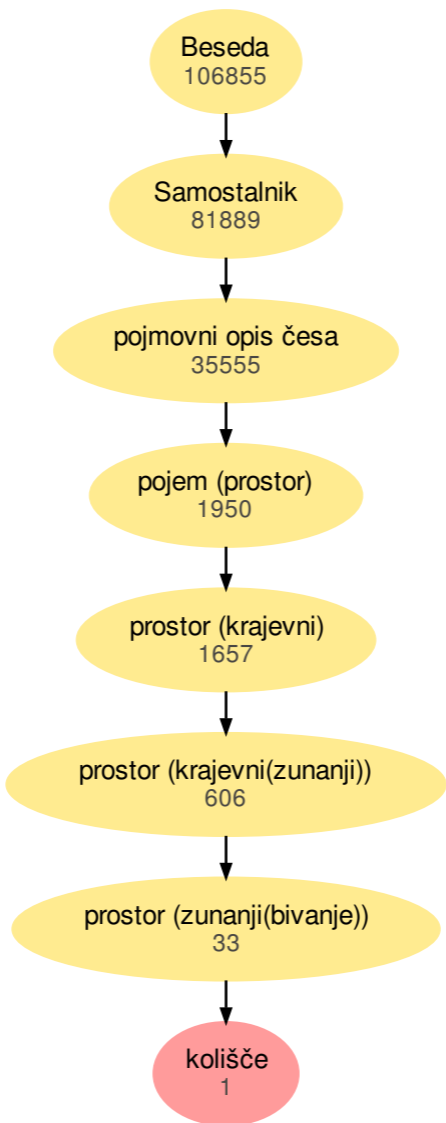 Beseda
106855
Samostalnik
81889
pojmovni opis česa
35555
pojem (prostor)
1950
prostor (krajevni)
1657
prostor (krajevni(zunanji))
606
prostor (zunanji(bivanje))
33
kolišče
1